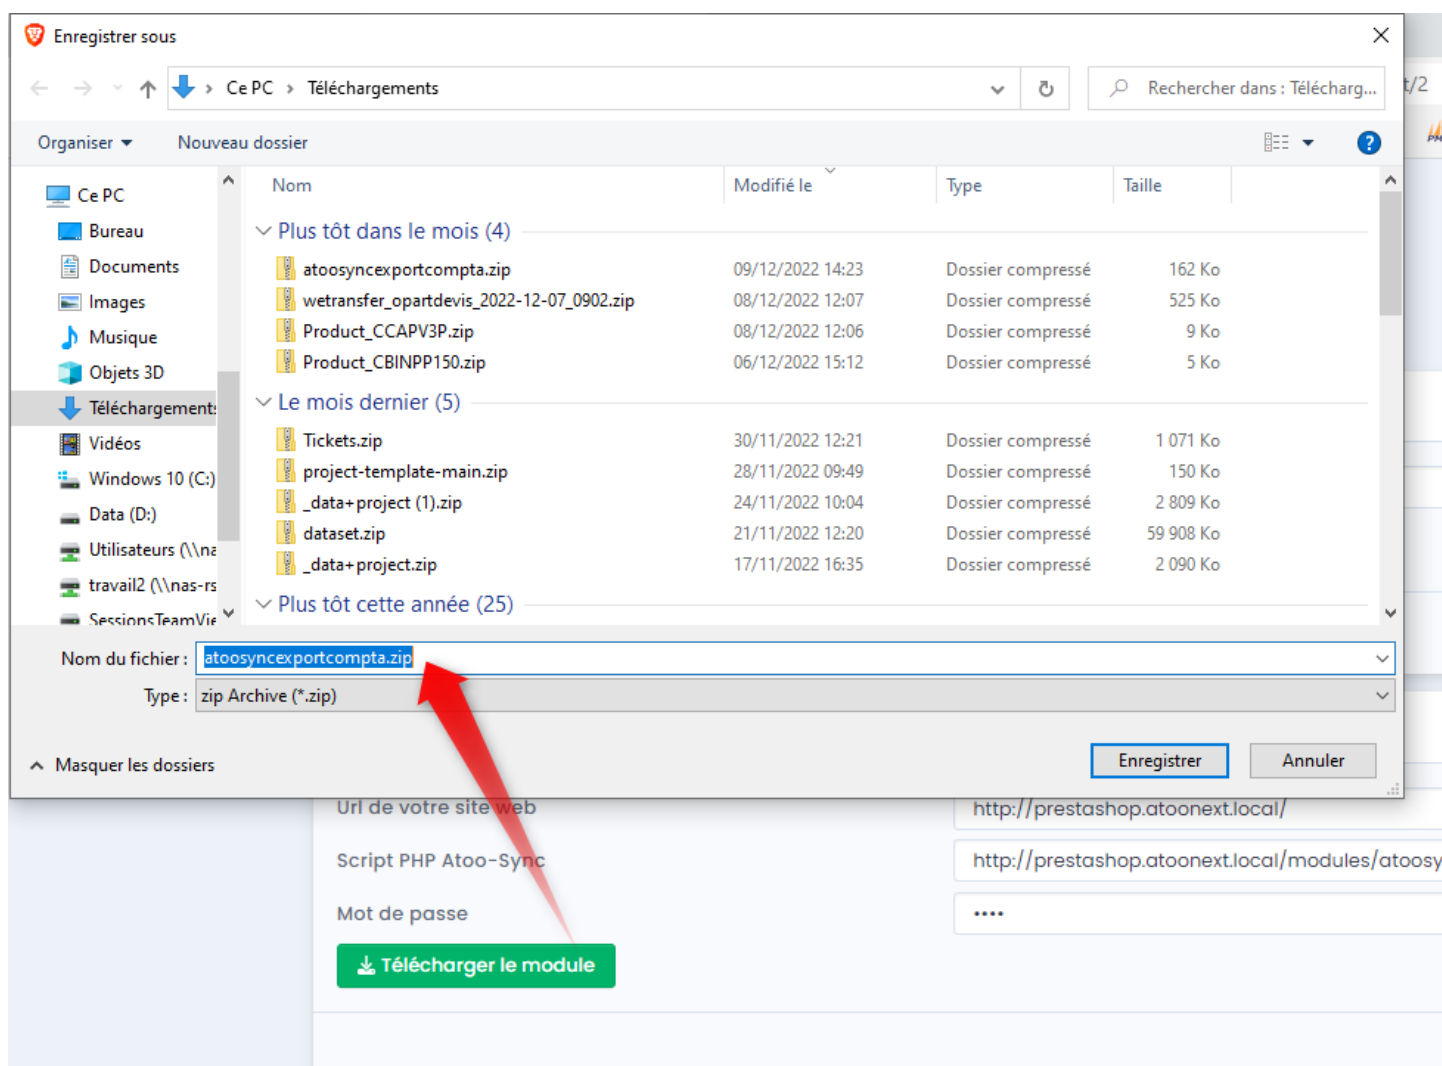 Enregistrer sous
t/2
Ce PC > Téléchargements
Rechercher dans : Télécharg...
Organiser
Nouveau dossier
Nom Modifié le Type Taille
Ce PC
Bureau
Documents
Images
Musique
Objets 3D
Téléchargements
Vidéos
Windows 10 (C:)
Data (D:)
Utilisateurs (\\na
travail2 (\\nas-rs
SessionsTeamVie
Plus tôt dans le mois (4)
atoosyncexportcompta.zip 09/12/2022 14:23 Dossier compressé 162 Ko
wetransfer_opartdevis_2022-12-07_0902.zip 08/12/2022 12:07 Dossier compressé 525 Ko
Product_CCAPV3P.zip 08/12/2022 12:06 Dossier compressé 9 Ko
Product_CBINPP150.zip 06/12/2022 15:12 Dossier compressé 5 Ko
Le mois dernier (5)
Tickets.zip 30/11/2022 12:21 Dossier compressé 1 071 Ko
project-template-main.zip 28/11/2022 09:49 Dossier compressé 150 Ko
_data+project (1).zip 24/11/2022 10:04 Dossier compressé 2 809 Ko
dataset.zip 21/11/2022 12:20 Dossier compressé 59 908 Ko
_data+project.zip 17/11/2022 16:35 Dossier compressé 2 090 Ko
Plus tôt cette année (25)
Nom du fichier : atoosyncexportcompta.zip
Type : zip Archive (*.zip)
Masquer les dossiers
Enregistrer
Annuler
Url de votre site web http://prestashop.atoonext.local/
Script PHP Atoo-Sync http://prestashop.atoonext.local/modules/atoosy
Mot de passe ••••
Télécharger le module